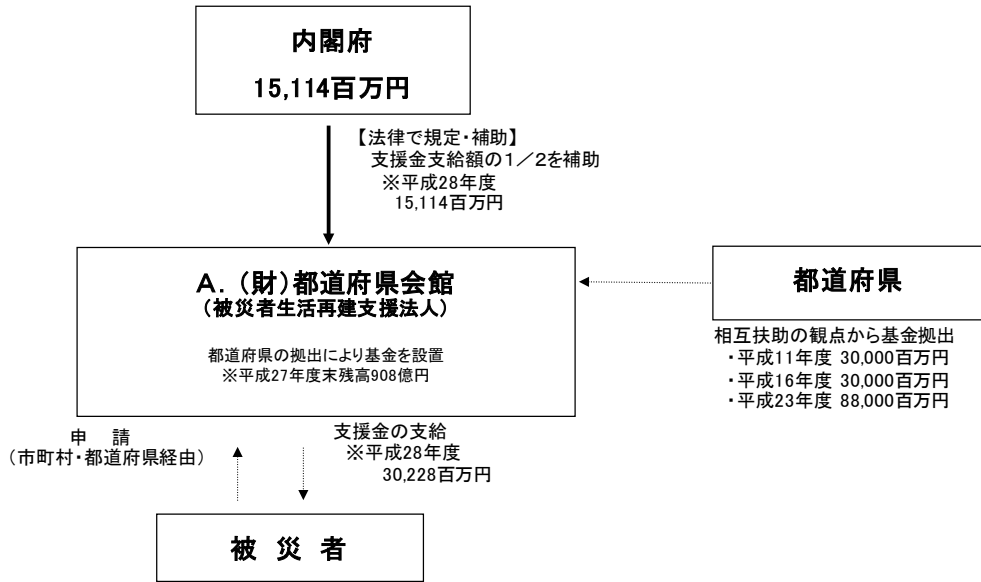 内閣府
15,114百万円
【法律で規定・補助】
支援金支給額の1／2を補助
※平成28年度
15,114百万円
A．（財）都道府県会館
（被災者生活再建支援法人）
都道府県の拠出により基金を設置
※平成27年度末残高908億円
都道府県
相互扶助の観点から基金拠出
・平成11年度 30,000百万円
・平成16年度 30,000百万円
・平成23年度 88,000百万円
申　請
（市町村・都道府県経由）
支援金の支給
※平成28年度
30,228百万円
被　災　者